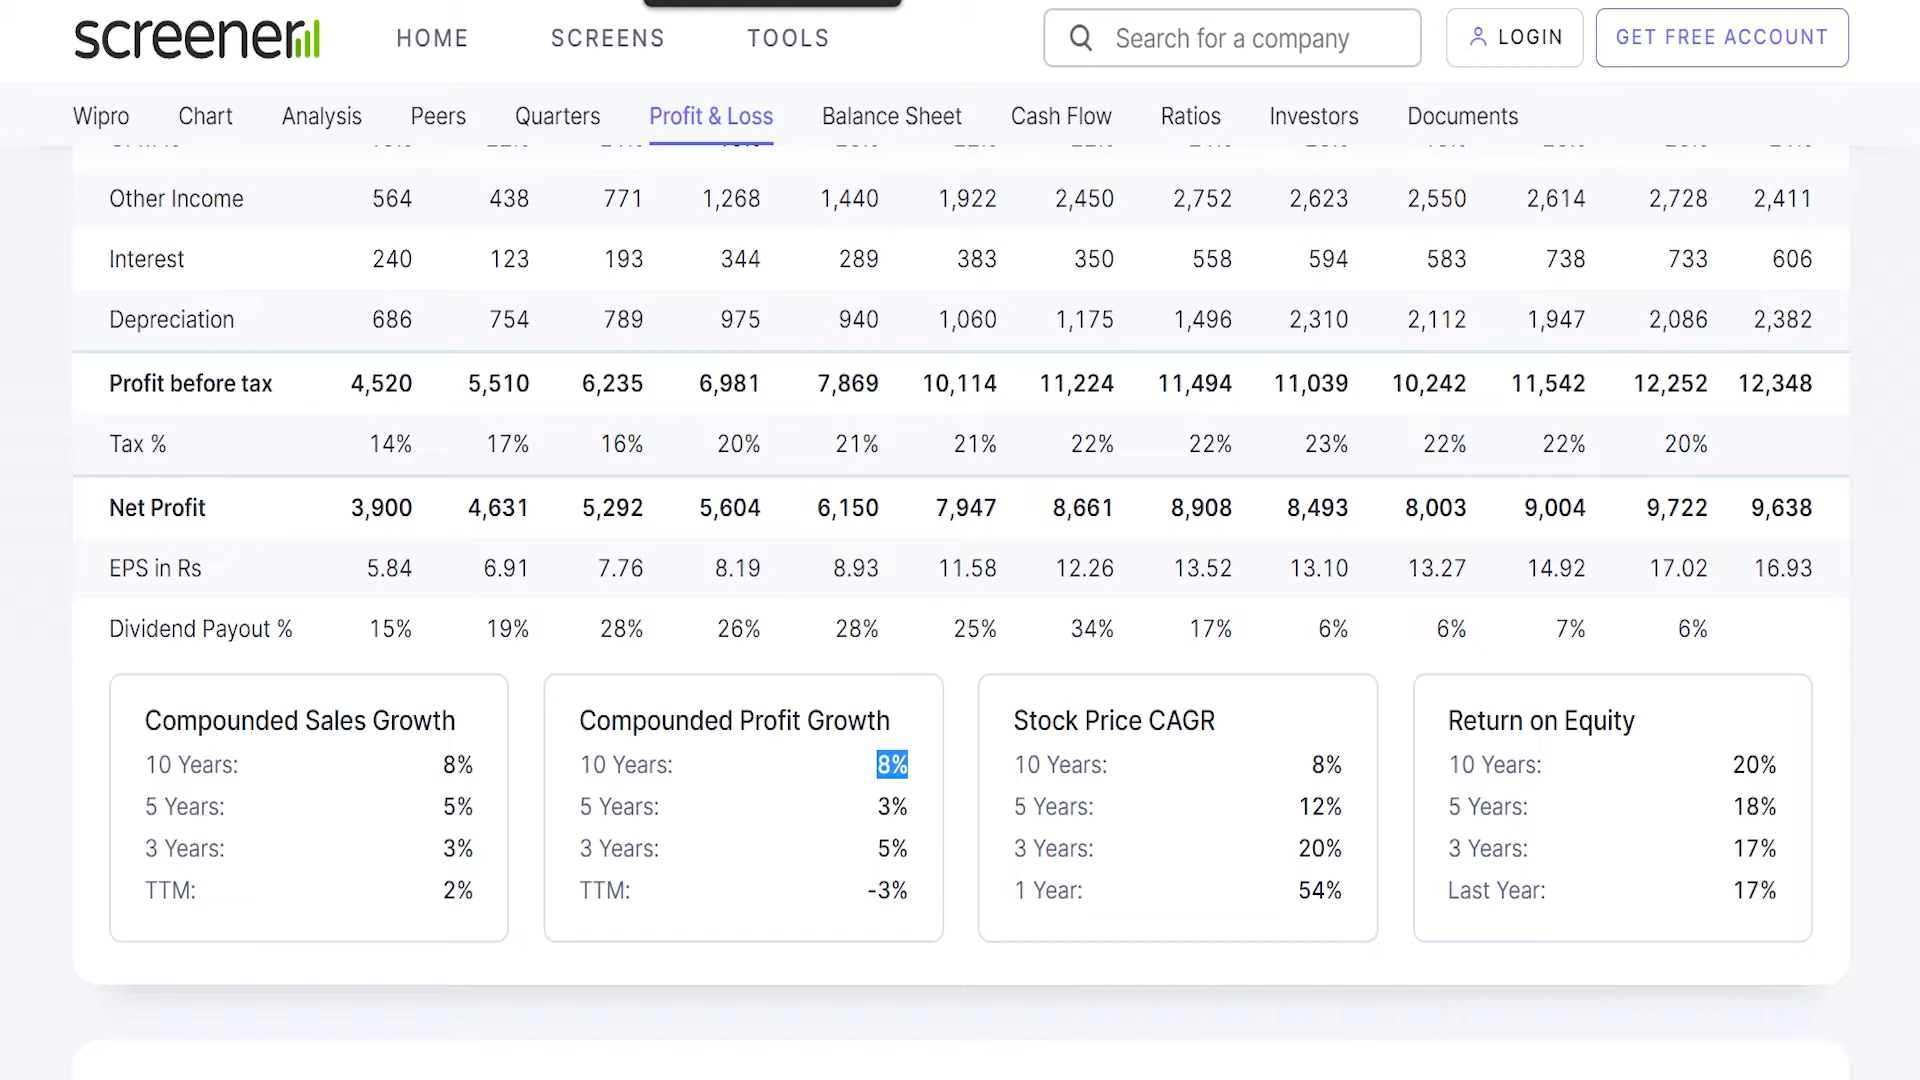 screener
HOME SCREENS TOOLS Search for a company LOGIN GET FREE ACCOUNT
Wipro Chart Analysis Peers Quarters Profit & Loss Balance Sheet Cash Flow Ratios Investors Documents
Other Income 564 438 771 1,268 1,440 1,922 2,450 2,752 2,623 2,550 2,614 2,728 2,411
Interest 240 123 193 344 289 383 350 558 594 583 738 733 606
Depreciation 686 754 789 975 940 1,060 1,175 1,496 2,310 2,112 1,947 2,086 2,382
Profit before tax 4,520 5,510 6,235 6,981 7,869 10,114 11,224 11,494 11,039 10,242 11,542 12,252 12,348
Tax % 14% 17% 16% 20% 21% 21% 22% 22% 23% 22% 22% 20%
Net Profit 3,900 4,631 5,292 5,604 6,150 7,947 8,661 8,908 8,493 8,003 9,004 9,722 9,638
EPS in Rs 5.84 6.91 7.76 8.19 8.93 11.58 12.26 13.52 13.10 13.27 14.92 17.02 16.93
Dividend Payout % 15% 19% 28% 26% 28% 25% 34% 17% 6% 6% 7% 6%
Compounded Sales Growth
10 Years: 8%
5 Years: 5%
3 Years: 3%
TTM: 2%
Compounded Profit Growth
10 Years: 8%
5 Years: 3%
3 Years: 5%
TTM: -3%
Stock Price CAGR
10 Years: 8%
5 Years: 12%
3 Years: 20%
1 Year: 54%
Return on Equity
10 Years: 20%
5 Years: 18%
3 Years: 17%
Last Year: 17%